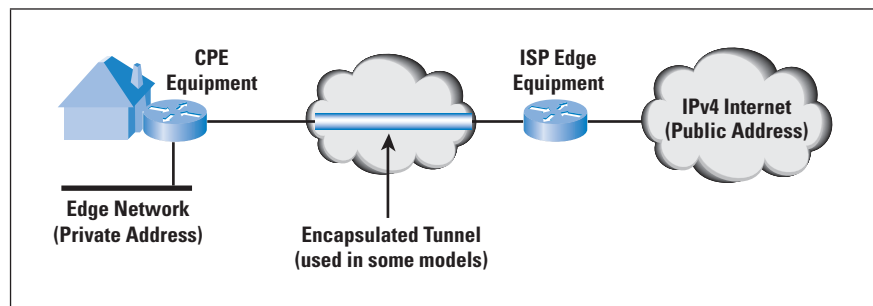 CPE
Equipment
ISP Edge
Equipment
IPv4 Internet
(Public Address)
Edge Network
(Private Address)
Encapsulated Tunnel
(used in some models)